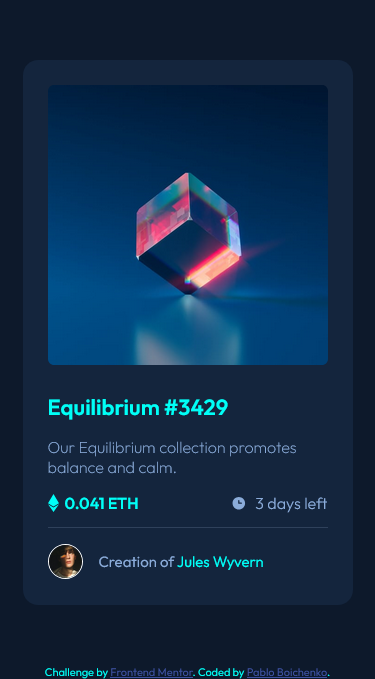 Equilibrium #3429
Our Equilibrium collection promotes
balance and calm.
0.041 ETH 3 days left
Creation of Jules Wyvern
Challenge by Frontend Mentor. Coded by Pablo Boichenko.